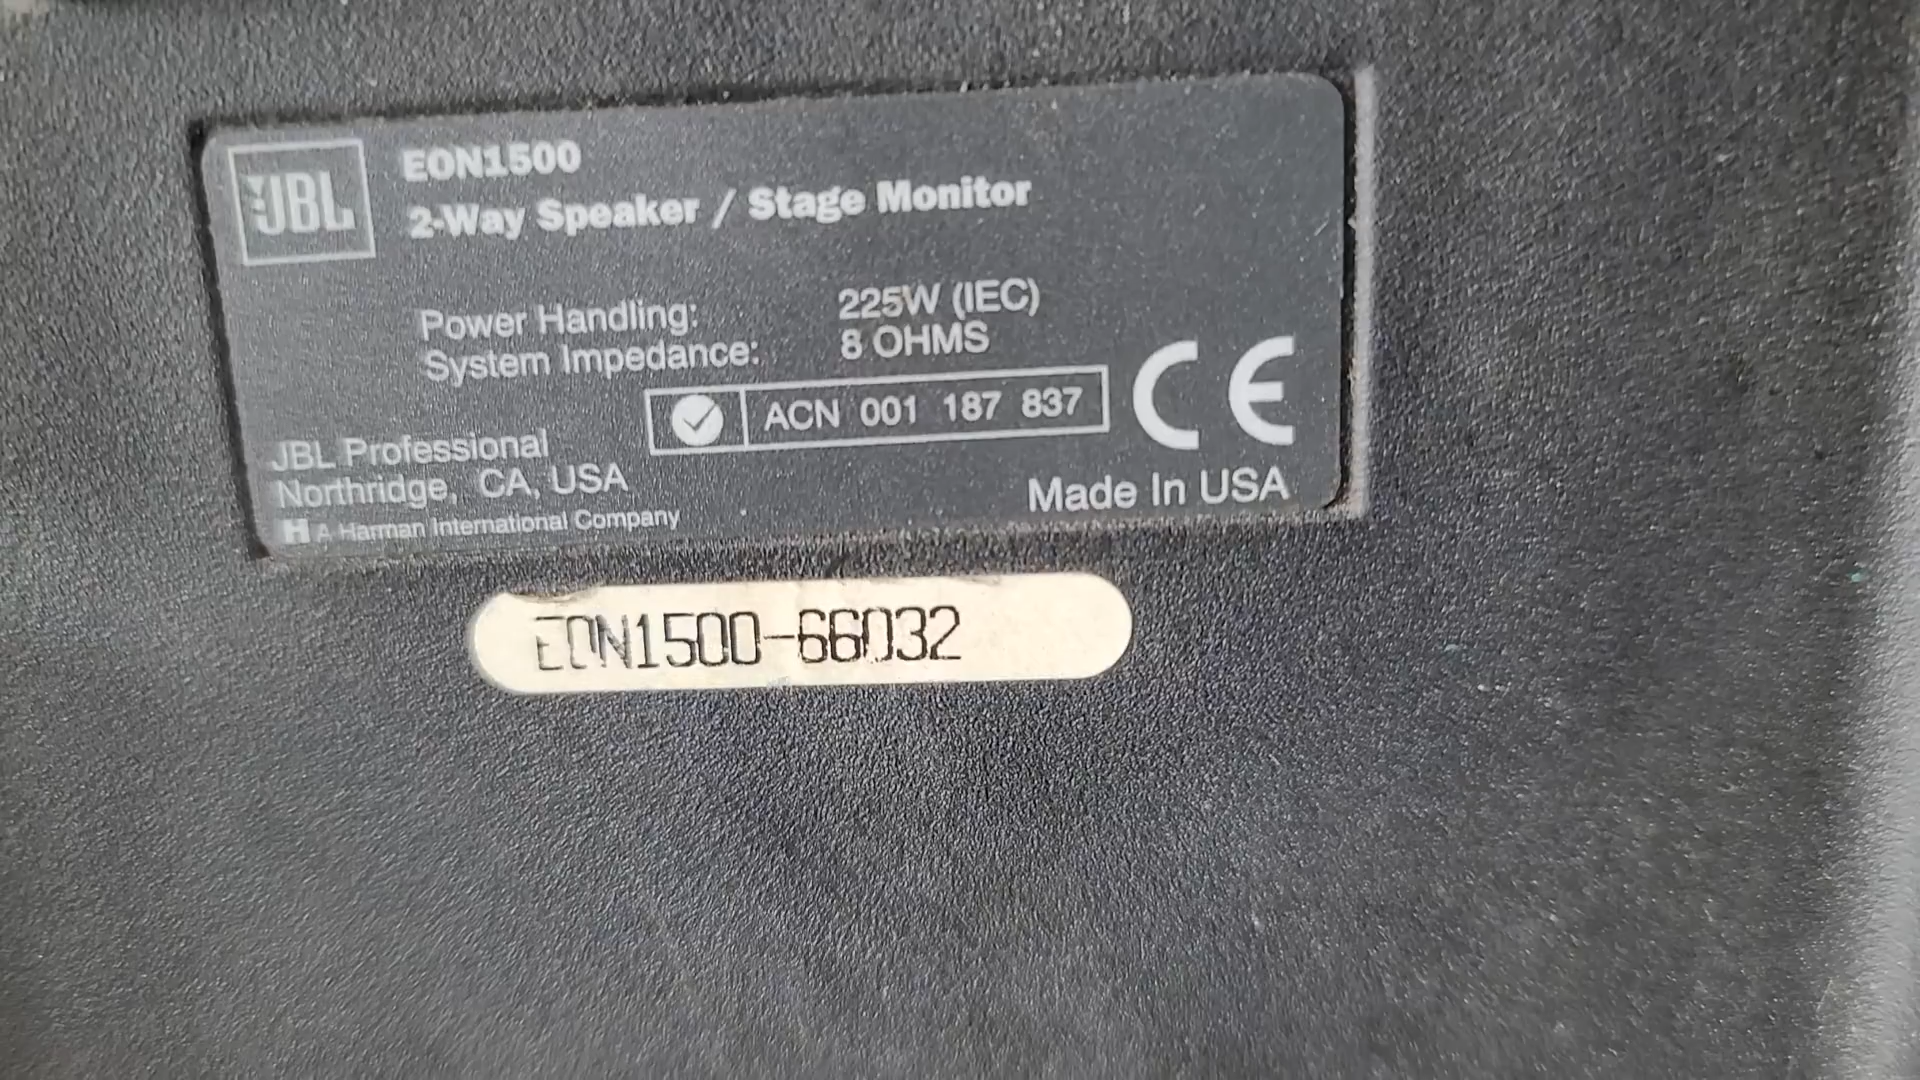 JBL
EON1500
2-Way Speaker / Stage Monitor
Power Handling: 225W (IEC)
System Impedance: 8 OHMS
ACN 001 187 837
CE
JBL Professional
Northridge, CA, USA
Made In USA
H A Harman International Company
EON1500-66032